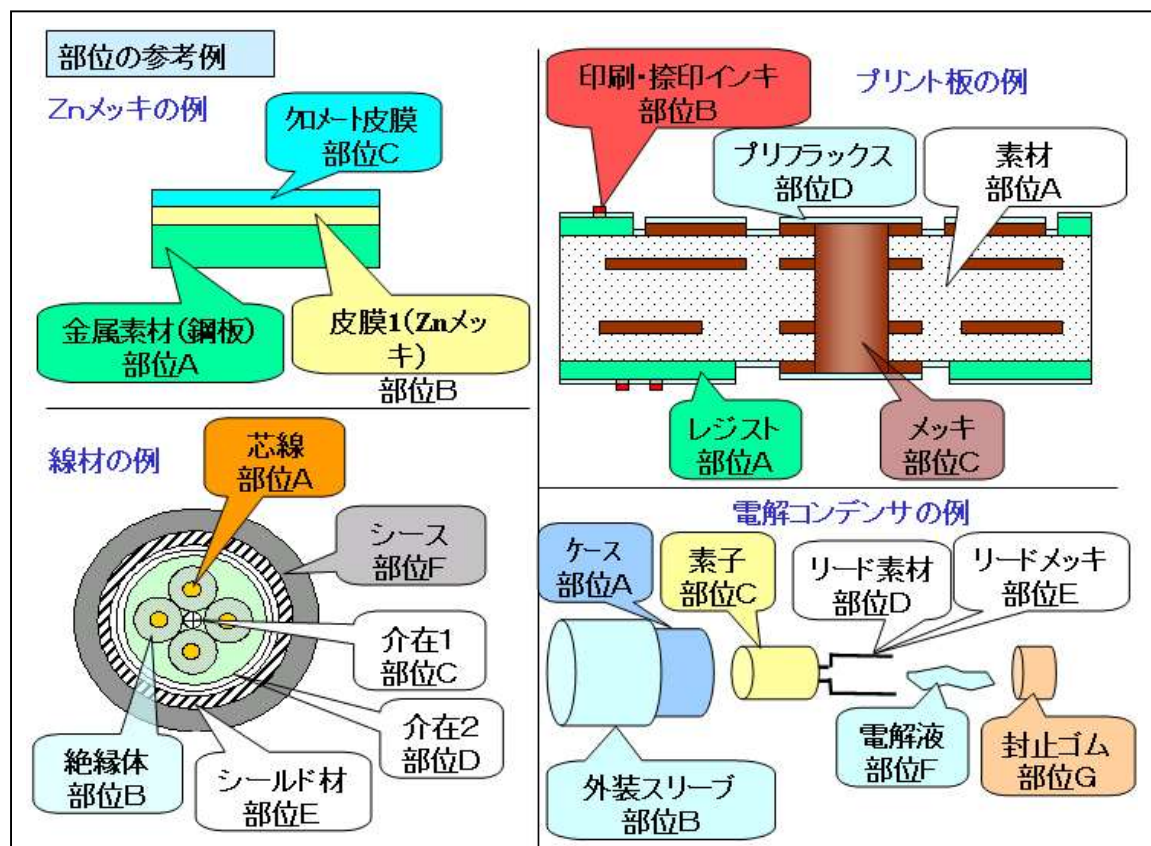 部位の参考例
Znメッキの例
クロメート皮膜
部位C
金属素材(鋼板)
部位A
皮膜1(Znメッ
キ)
部位B
プリント板の例
印刷・捺印インキ
部位B
プリフラックス
部位D
素材
部位A
レジスト
部位A
メッキ
部位C
線材の例
芯線
部位A
シース
部位F
介在1
部位C
介在2
部位D
絶縁体
部位B
シールド材
部位E
電解コンデンサの例
ケース
部位A
素子
部位C
リード素材
部位D
リードメッキ
部位E
外装スリーブ
部位B
電解液
部位F
封止ゴム
部位G